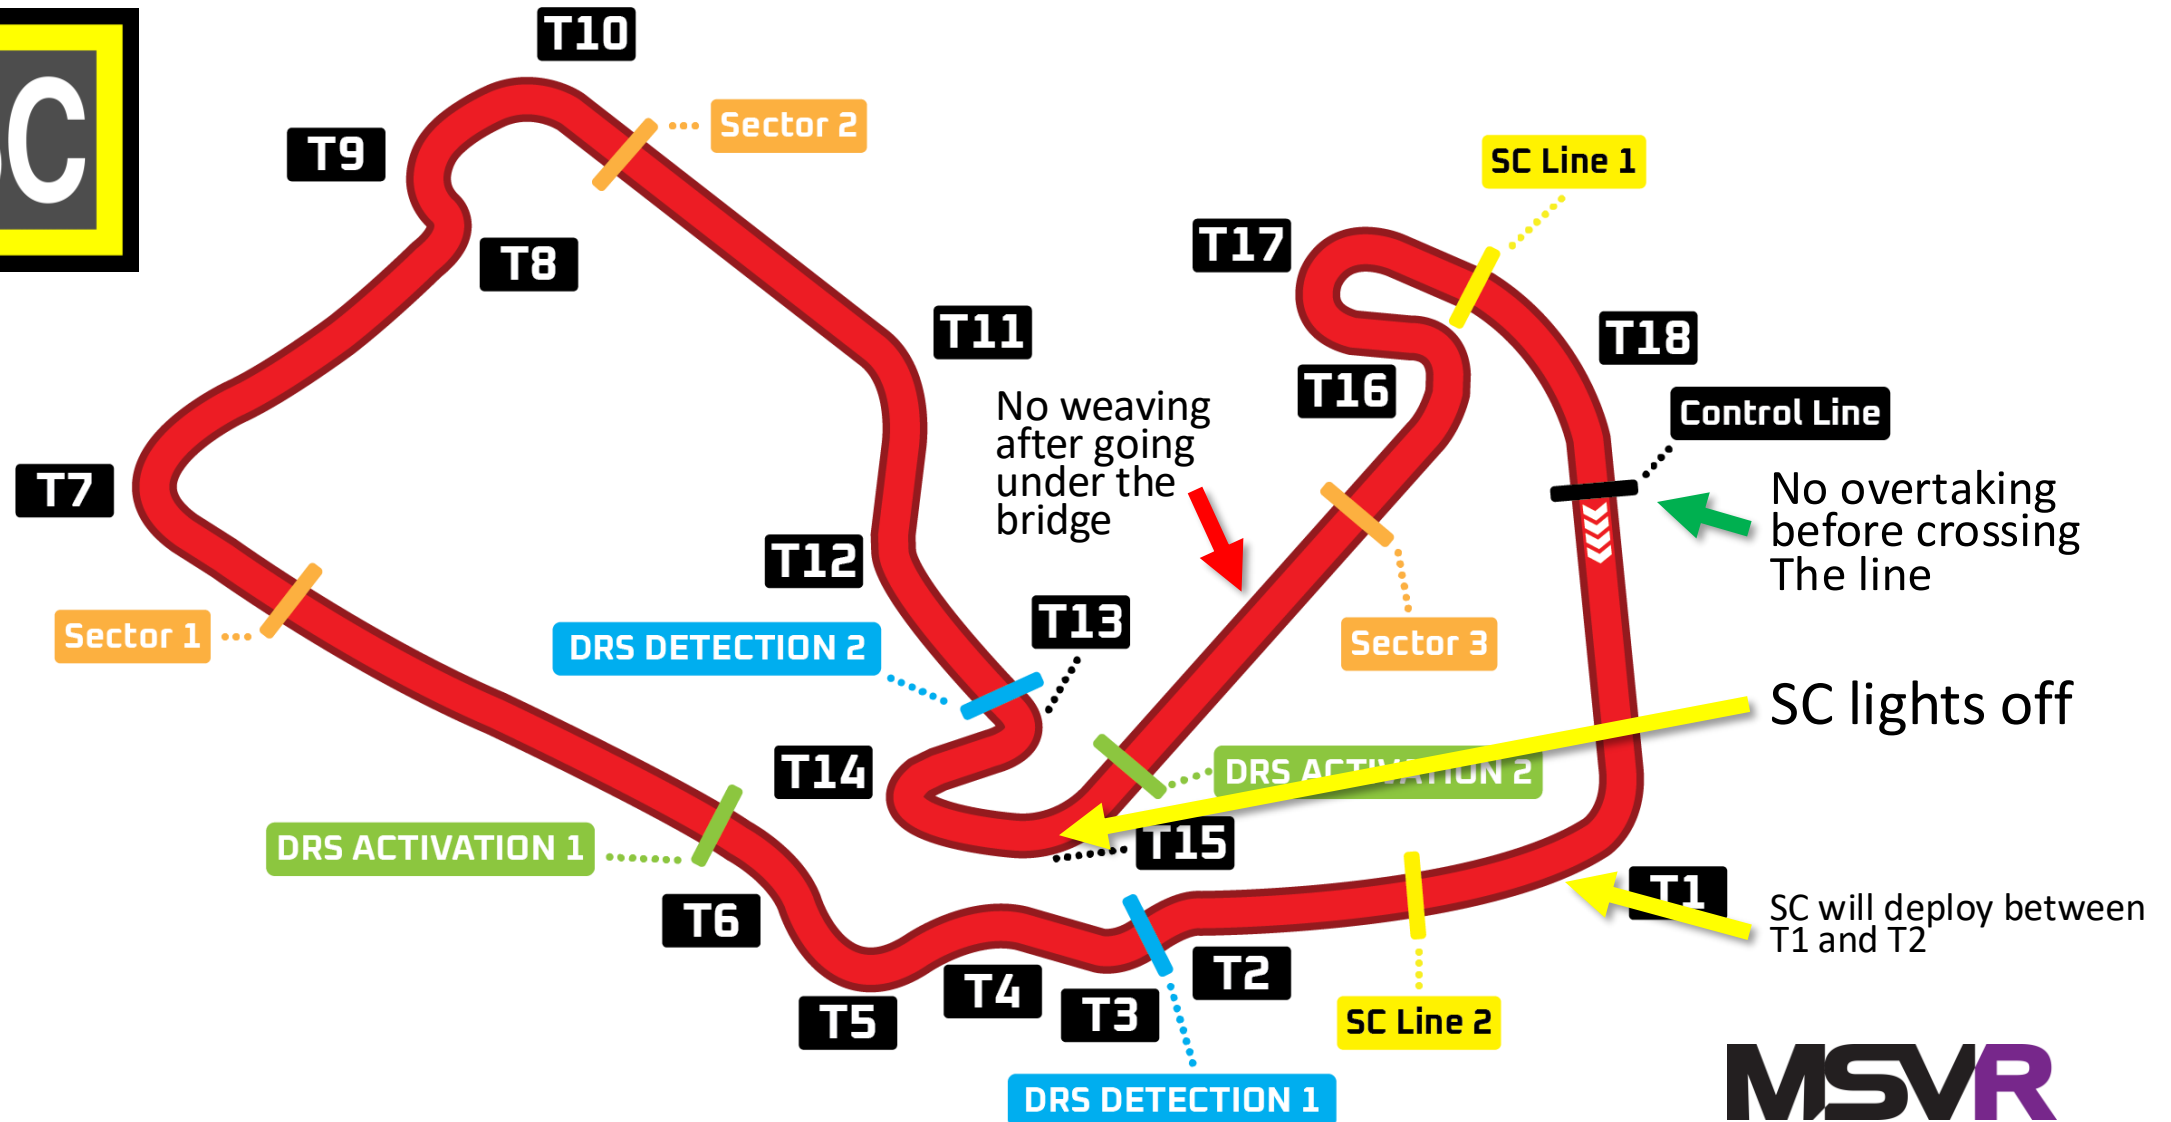 T10
C
Sector 2
T9
SC Line 1
T17
T8
T11
T18
T16
No weaving
after going
under the
bridge
Control Line
T7
No overtaking
before crossing
The line
T12
T13
Sector 1
DRS DETECTION 2
Sector 3
SC lights off
T14
DRS ACTIVATION 2
DRS ACTIVATION 1
T15
T1
T6
SC will deploy between
T1 and T2
T2
T4
T3
T5
SC Line 2
DRS DETECTION 1
MSVR